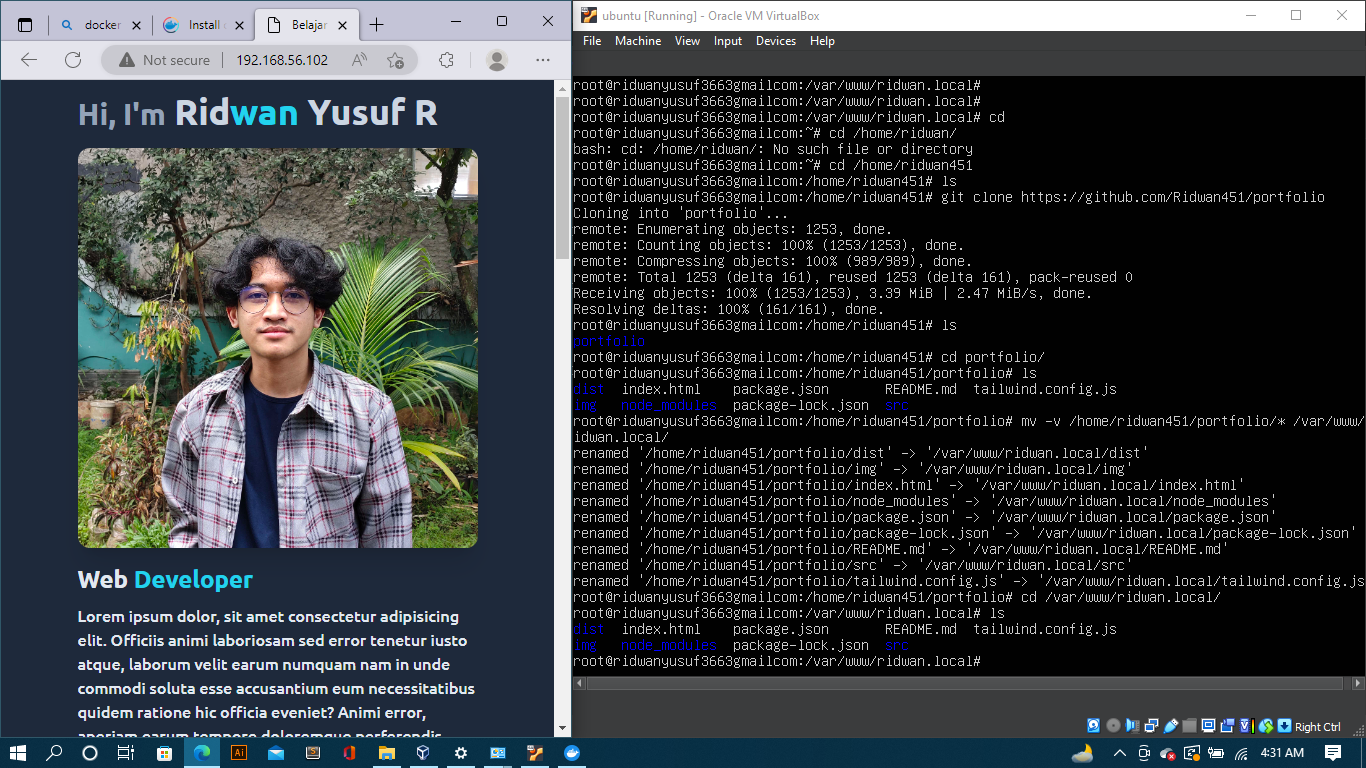 docker
Install
Belajar
Not secure
192.168.56.102
Hi, I'm Ridwan Yusuf R
Web Developer
Lorem ipsum dolor, sit amet consectetur adipisicing
elit. Officiis animi laboriosam sed error tenetur iusto
atque, laborum velit earum numquam nam in unde
commodi soluta esse accusantium eum necessitatibus
quidem ratione hic officia eveniet? Animi error,
aperiam earum tempore doloremque perferendis
ubuntu [Running] - Oracle VM VirtualBox
File Machine View Input Devices Help
root@ridwanyusuf3663gmailcom:/var/www/ridwan.local#
root@ridwanyusuf3663gmailcom:/var/www/ridwan.local#
root@ridwanyusuf3663gmailcom:/var/www/ridwan.local# cd
root@ridwanyusuf3663gmailcom:~# cd /home/ridwan/
bash: cd: /home/ridwan/: No such file or directory
root@ridwanyusuf3663gmailcom:~# cd /home/ridwan451
root@ridwanyusuf3663gmailcom:/home/ridwan451# ls
root@ridwanyusuf3663gmailcom:/home/ridwan451# git clone https://github.com/Ridwan451/portfolio
Cloning into 'portfolio'...
remote: Enumerating objects: 1253, done.
remote: Counting objects: 100% (1253/1253), done.
remote: Compressing objects: 100% (989/989), done.
remote: Total 1253 (delta 161), reused 1253 (delta 161), pack-reused 0
Receiving objects: 100% (1253/1253), 3.39 MiB | 2.47 MiB/s, done.
Resolving deltas: 100% (161/161), done.
root@ridwanyusuf3663gmailcom:/home/ridwan451# ls
portfolio
root@ridwanyusuf3663gmailcom:/home/ridwan451# cd portfolio/
root@ridwanyusuf3663gmailcom:/home/ridwan451/portfolio# ls
dist index.html package.json README.md tailwind.config.js
img node_modules package-lock.json src
root@ridwanyusuf3663gmailcom:/home/ridwan451/portfolio# mv -v /home/ridwan451/portfolio/* /var/www/
idwan.local/
renamed '/home/ridwan451/portfolio/dist' -> '/var/www/ridwan.local/dist'
renamed '/home/ridwan451/portfolio/img' -> '/var/www/ridwan.local/img'
renamed '/home/ridwan451/portfolio/index.html' -> '/var/www/ridwan.local/index.html'
renamed '/home/ridwan451/portfolio/node_modules' -> '/var/www/ridwan.local/node_modules'
renamed '/home/ridwan451/portfolio/package.json' -> '/var/www/ridwan.local/package.json'
renamed '/home/ridwan451/portfolio/package-lock.json' -> '/var/www/ridwan.local/package-lock.json'
renamed '/home/ridwan451/portfolio/README.md' -> '/var/www/ridwan.local/README.md'
renamed '/home/ridwan451/portfolio/src' -> '/var/www/ridwan.local/src'
renamed '/home/ridwan451/portfolio/tailwind.config.js' -> '/var/www/ridwan.local/tailwind.config.js
root@ridwanyusuf3663gmailcom:/home/ridwan451/portfolio# cd /var/www/ridwan.local/
root@ridwanyusuf3663gmailcom:/var/www/ridwan.local# ls
dist index.html package.json README.md tailwind.config.js
img node_modules package-lock.json src
root@ridwanyusuf3663gmailcom:/var/www/ridwan.local#
Right Ctrl
Ai
4:31 AM